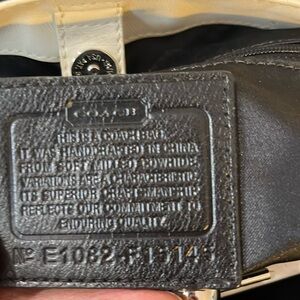 COACH
THIS IS A COACH BAG.
IT WAS HANDCRAFTED IN CHINA
FROM SOFT MILLED COWHIDE.
VARIATIONS ARE A CHARACTERISTIC.
ITS SUPERIOR CRAFTSMANSHIP
REFLECTS OUR COMMITMENT TO
ENDURING QUALITY.
Nº E1082-F19145